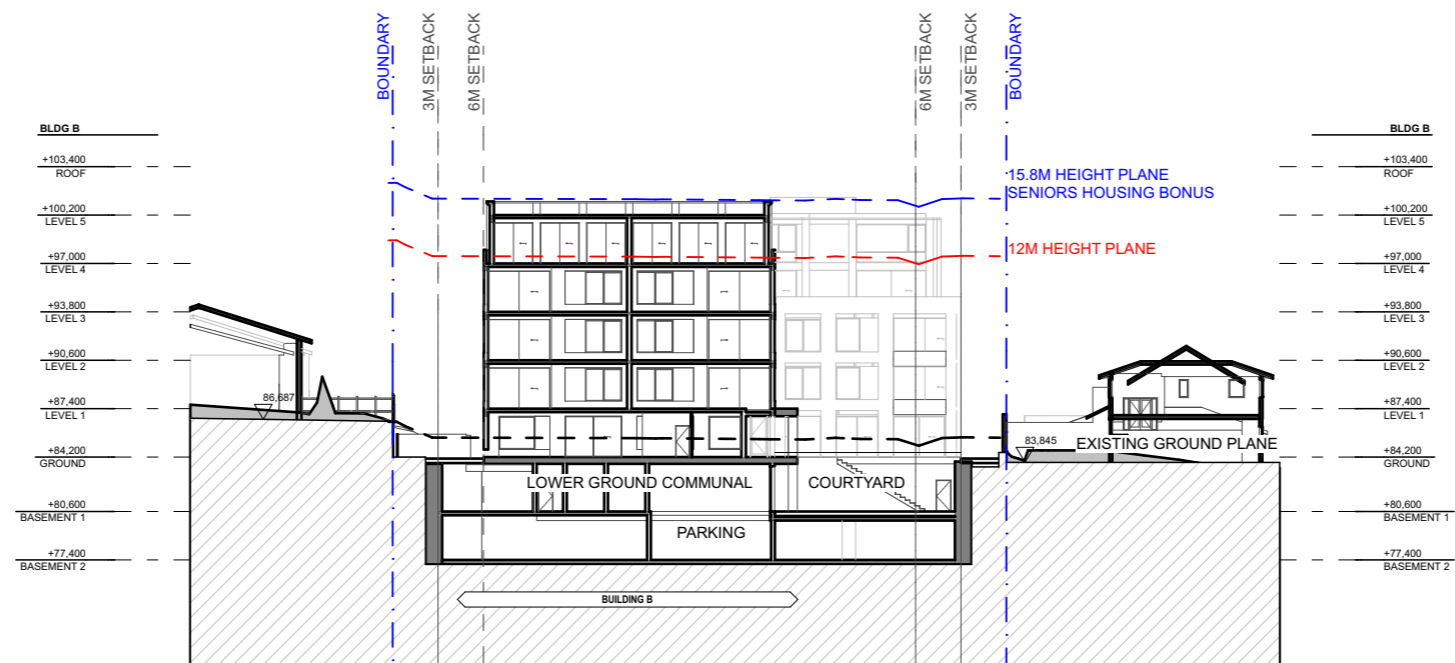 BOUNDARY
3M SETBACK
6M SETBACK
6M SETBACK
3M SETBACK
BOUNDARY
BLDG B
+103,400
ROOF
+100,200
LEVEL 5
+97,000
LEVEL 4
+93,800
LEVEL 3
+90,600
LEVEL 2
+87,400
LEVEL 1
+84,200
GROUND
+80,600
BASEMENT 1
+77,400
BASEMENT 2
15.8M HEIGHT PLANE
SENIORS HOUSING BONUS
12M HEIGHT PLANE
86,687
83,845
EXISTING GROUND PLANE
LOWER GROUND COMMUNAL
COURTYARD
PARKING
BUILDING B
BLDG B
+103,400
ROOF
+100,200
LEVEL 5
+97,000
LEVEL 4
+93,800
LEVEL 3
+90,600
LEVEL 2
+87,400
LEVEL 1
+84,200
GROUND
+80,600
BASEMENT 1
+77,400
BASEMENT 2